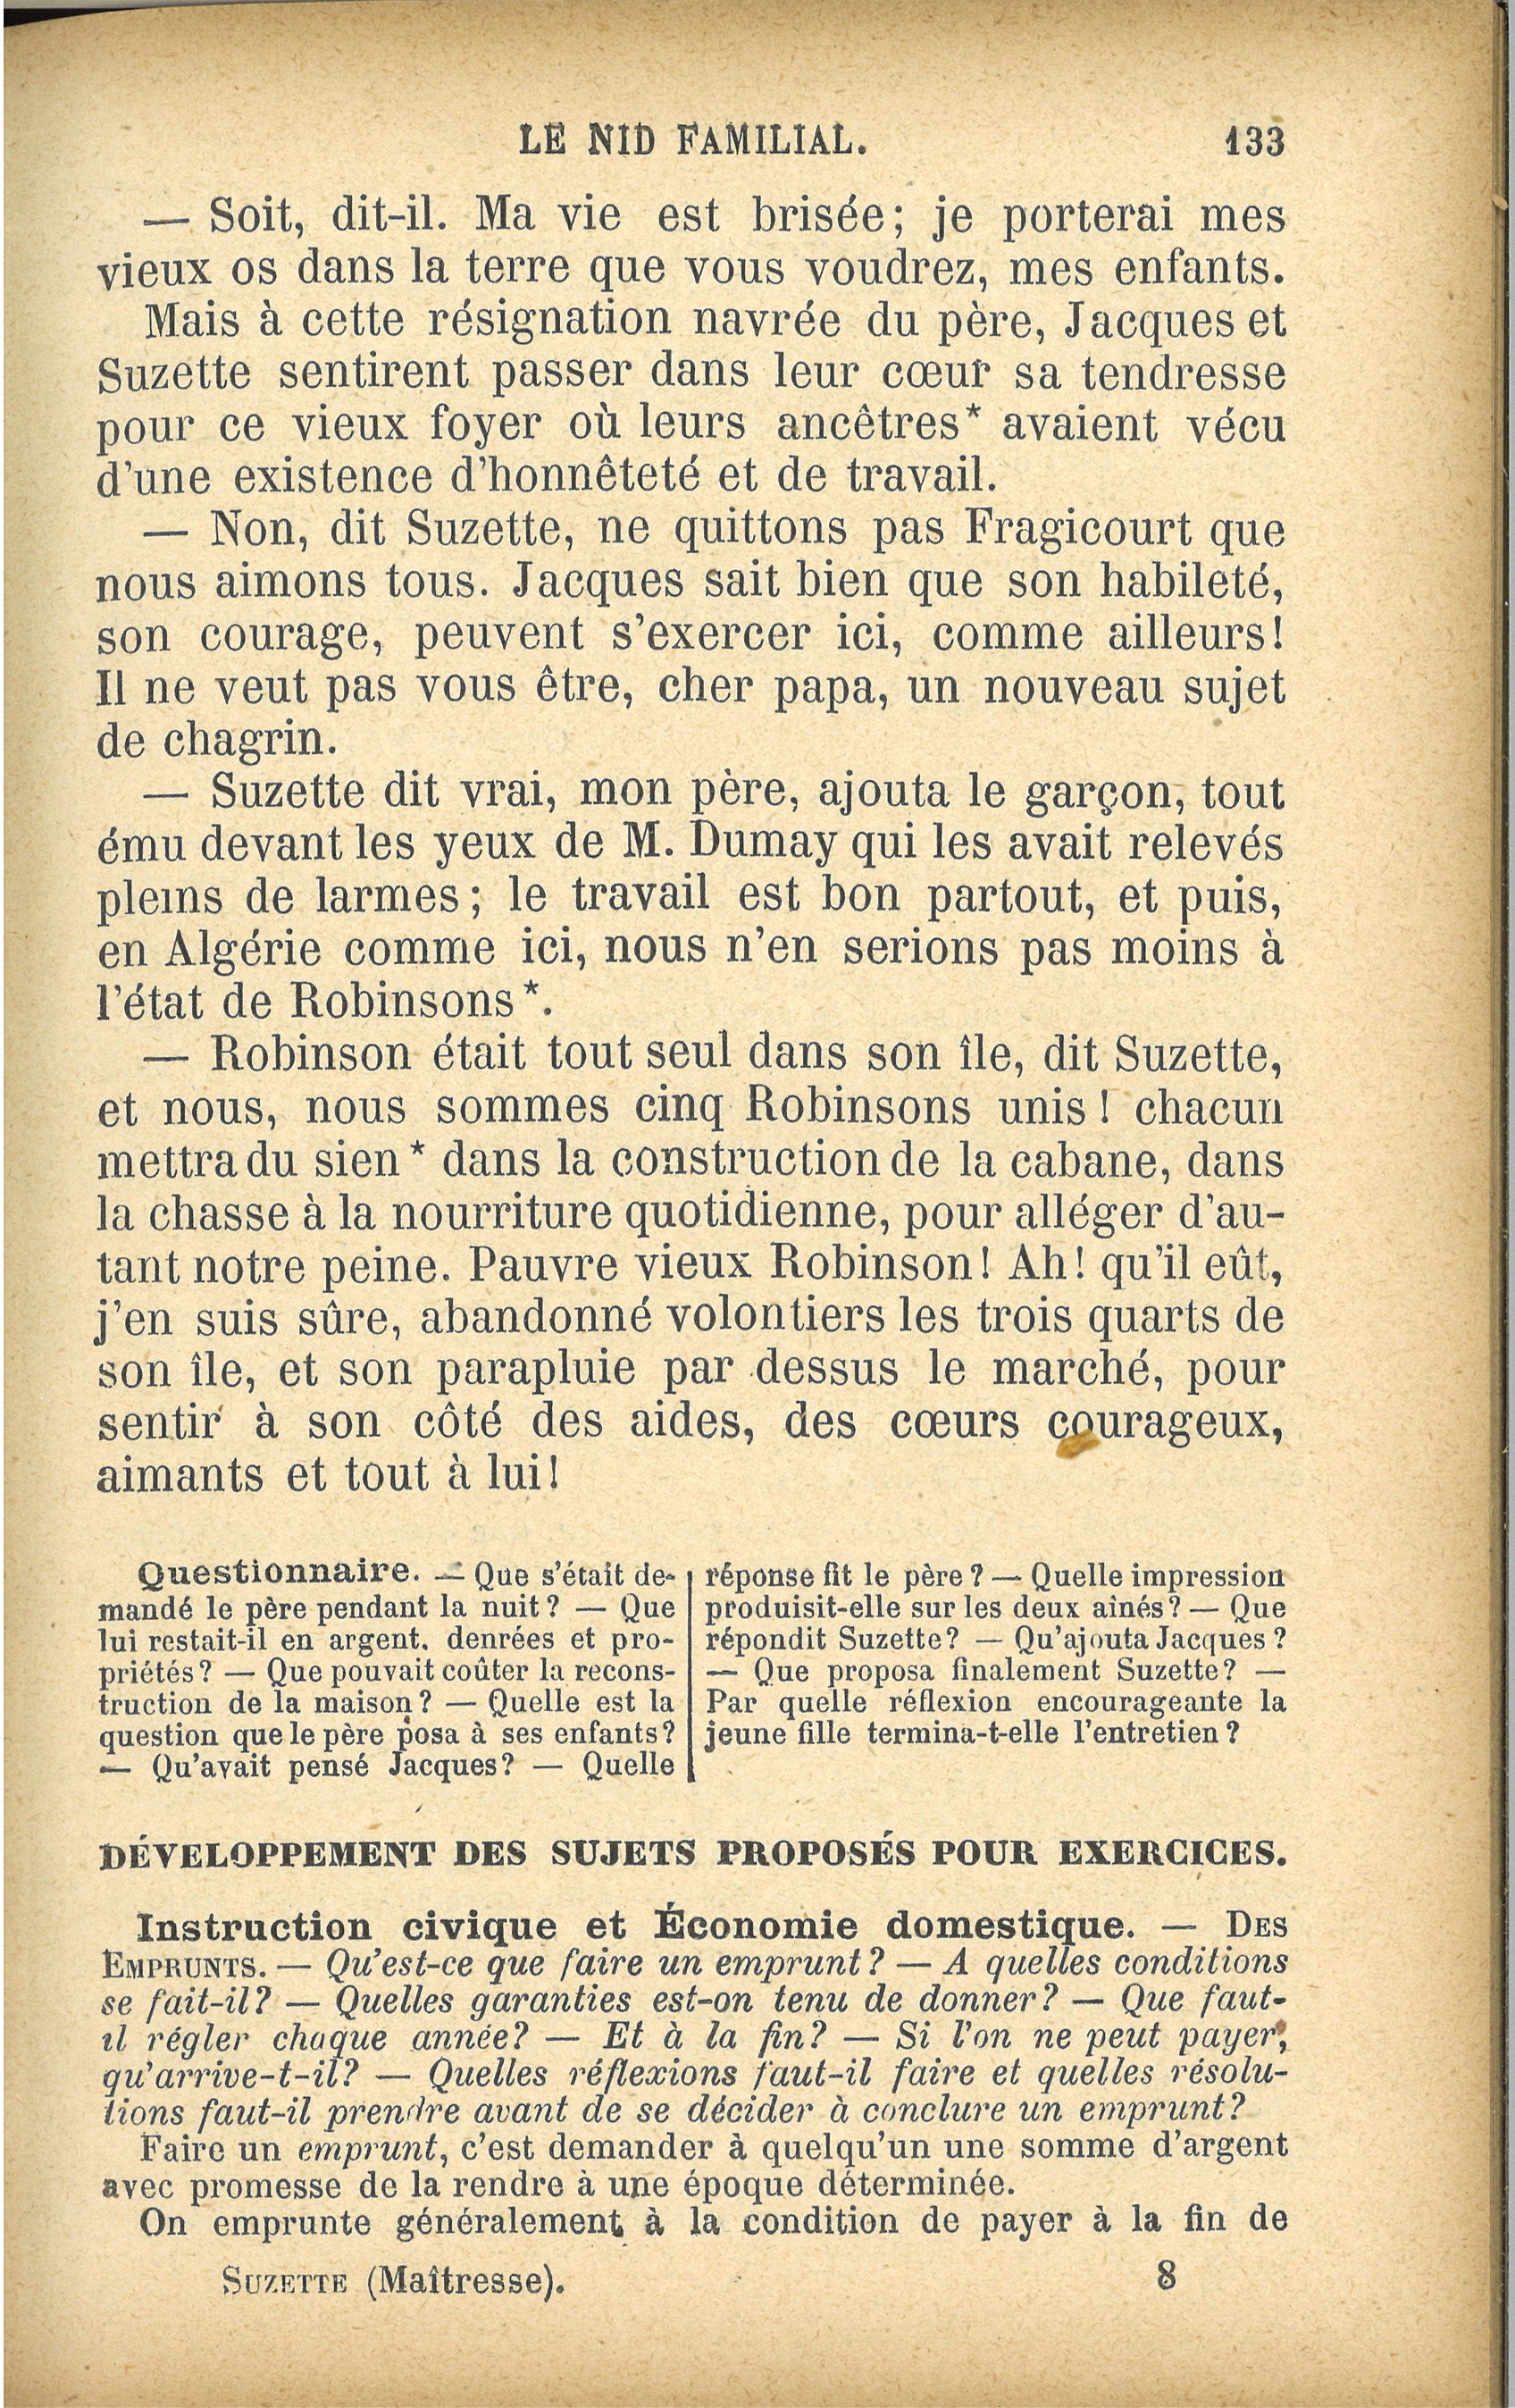 LE NID FAMILIAL. 133
— Soit, dit-il. Ma vie est brisée; je porterai mes
vieux os dans la terre que vous voudrez, mes enfants.
Mais à cette résignation navrée du père, Jacques et
Suzette sentirent passer dans leur cœur sa tendresse
pour ce vieux foyer où leurs ancêtres* avaient vécu
d'une existence d'honnêteté et de travail.
— Non, dit Suzette, ne quittons pas Fragicourt que
nous aimons tous. Jacques sait bien que son habileté,
son courage, peuvent s'exercer ici, comme ailleurs!
Il ne veut pas vous être, cher papa, un nouveau sujet
de chagrin.
— Suzette dit vrai, mon père, ajouta le garçon, tout
ému devant les yeux de M. Dumay qui les avait relevés
pleins de larmes; le travail est bon partout, et puis,
en Algérie comme ici, nous n'en serions pas moins à
l'état de Robinsons*.
— Robinson était tout seul dans son île, dit Suzette,
et nous, nous sommes cinq Robinsons unis! chacun
mettra du sien* dans la construction de la cabane, dans
la chasse à la nourriture quotidienne, pour alléger d'au-
tant notre peine. Pauvre vieux Robinson! Ah! qu'il eût,
j'en suis sûre, abandonné volontiers les trois quarts de
son île, et son parapluie par dessus le marché, pour
sentir à son côté des aides, des cœurs courageux,
aimants et tout à lui!
Questionnaire. — Que s'était de-
mandé le père pendant la nuit? — Que
lui restait-il en argent, denrées et pro-
priétés? — Que pouvait coûter la recons-
truction de la maison? — Quelle est la
question que le père posa à ses enfants?
— Qu'avait pensé Jacques? — Quelle
réponse fit le père? — Quelle impression
produisit-elle sur les deux aînés? — Que
répondit Suzette? — Qu'ajouta Jacques?
— Que proposa finalement Suzette? —
Par quelle réflexion encourageante la
jeune fille termina-t-elle l'entretien?
DÉVELOPPEMENT DES SUJETS PROPOSÉS POUR EXERCICES.
Instruction civique et Économie domestique. — DES
EMPRUNTS. — Qu'est-ce que faire un emprunt? — A quelles conditions
se fait-il? — Quelles garanties est-on tenu de donner? — Que faut-
il régler chaque année? — Et à la fin? — Si l'on ne peut payer,
qu'arrive-t-il? — Quelles réflexions faut-il faire et quelles résolu-
tions faut-il prendre avant de se décider à conclure un emprunt?
Faire un emprunt, c'est demander à quelqu'un une somme d'argent
avec promesse de la rendre à une époque déterminée.
On emprunte généralement à la condition de payer à la fin de
SUZETTE (Maîtresse). 8